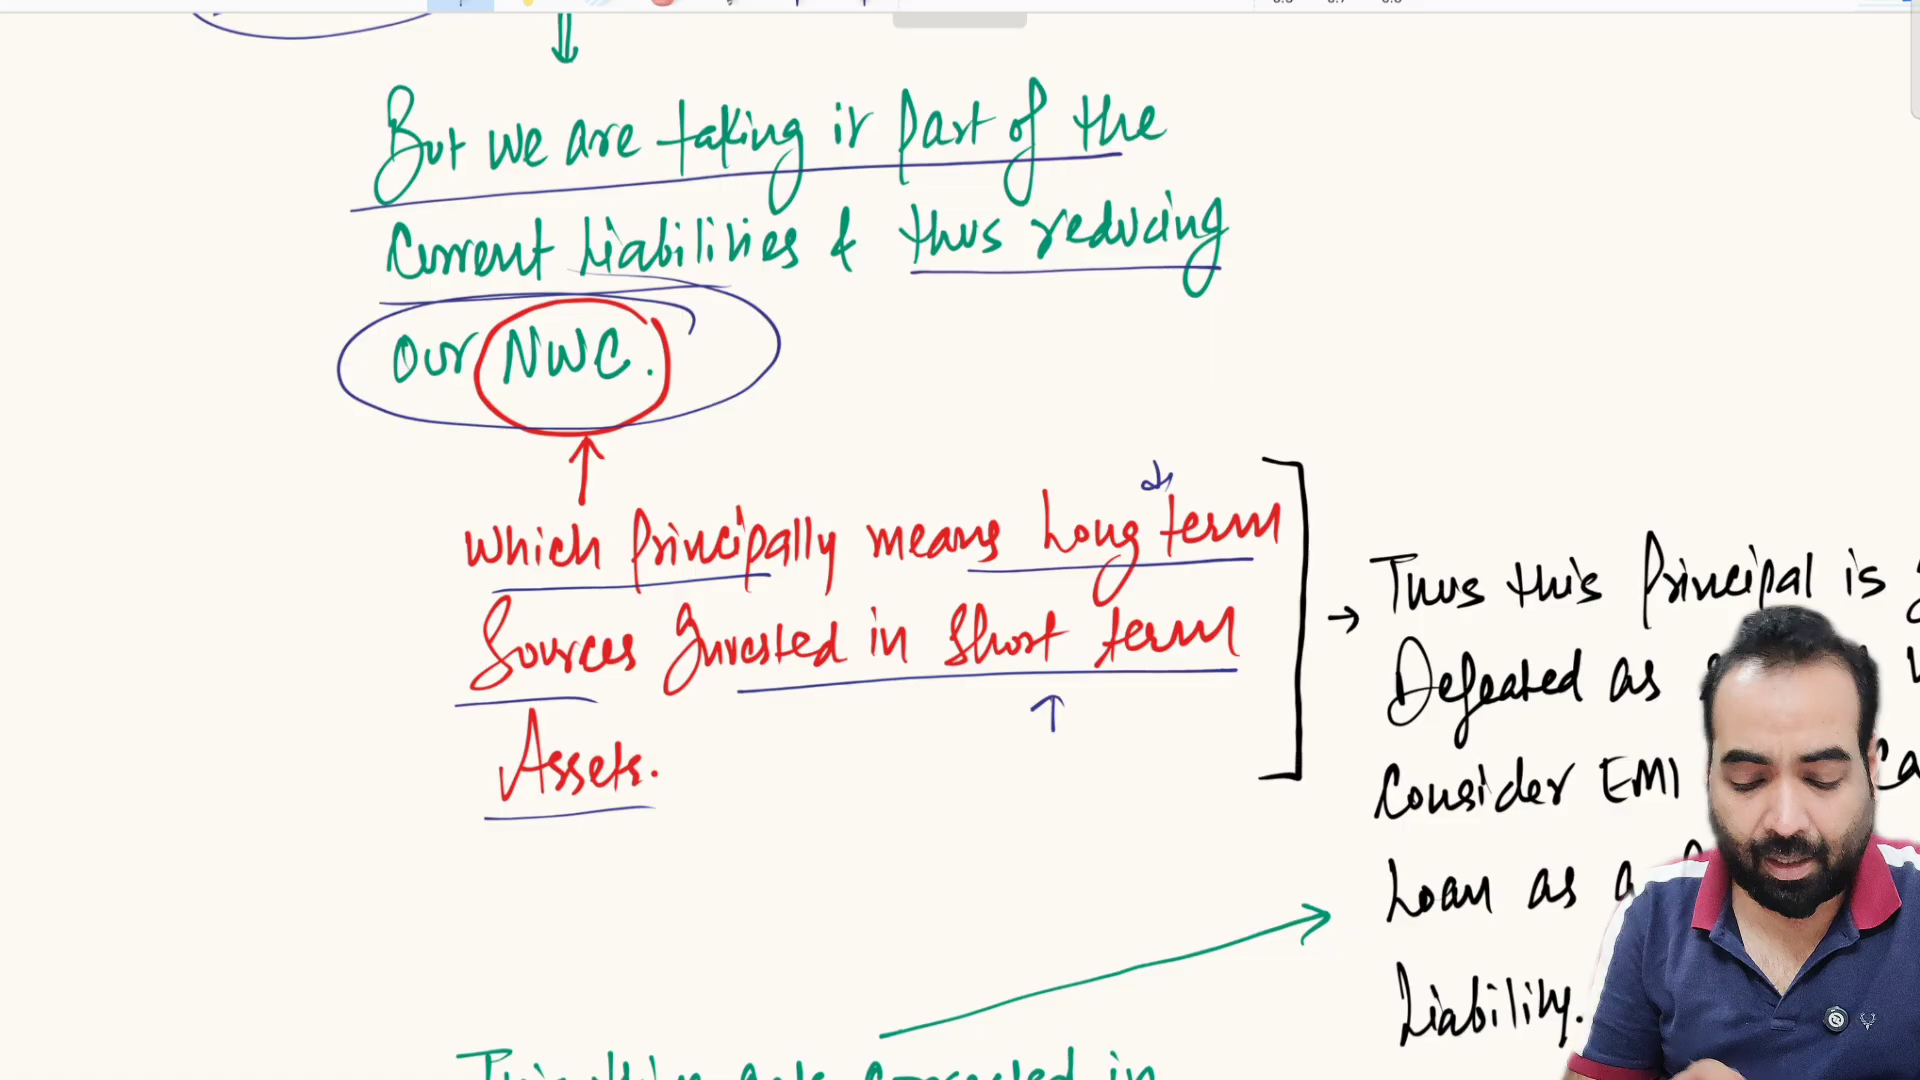 But we are taking it part of the
Current Liabilities & thus reducing
Our NWC.
Which Principally means Long term
Sources Invested in Short term
Assets.
Thus this Principal is
Defeated as
Consider EMI
Loan as a
Liability.